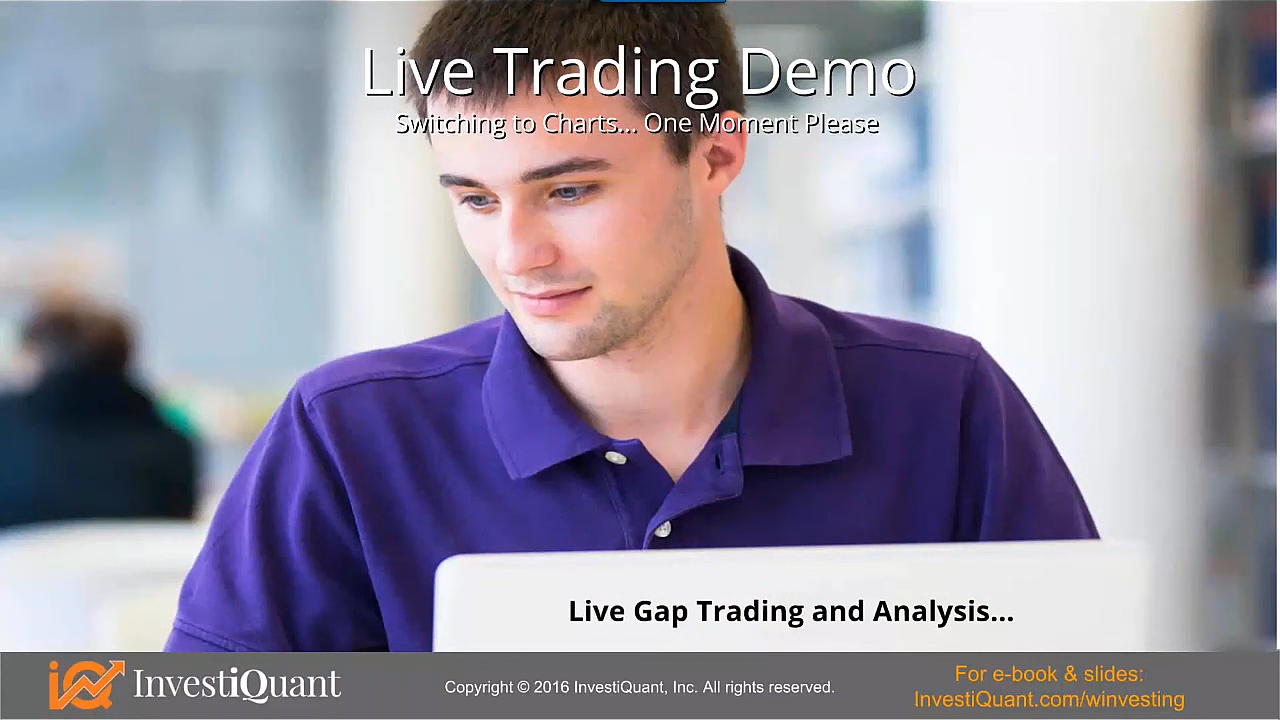 Live Trading Demo
Switching to Charts... One Moment Please
Live Gap Trading and Analysis...
InvestiQuant
Copyright © 2016 InvestiQuant, Inc. All rights reserved.
For e-book & slides:
InvestiQuant.com/winvesting